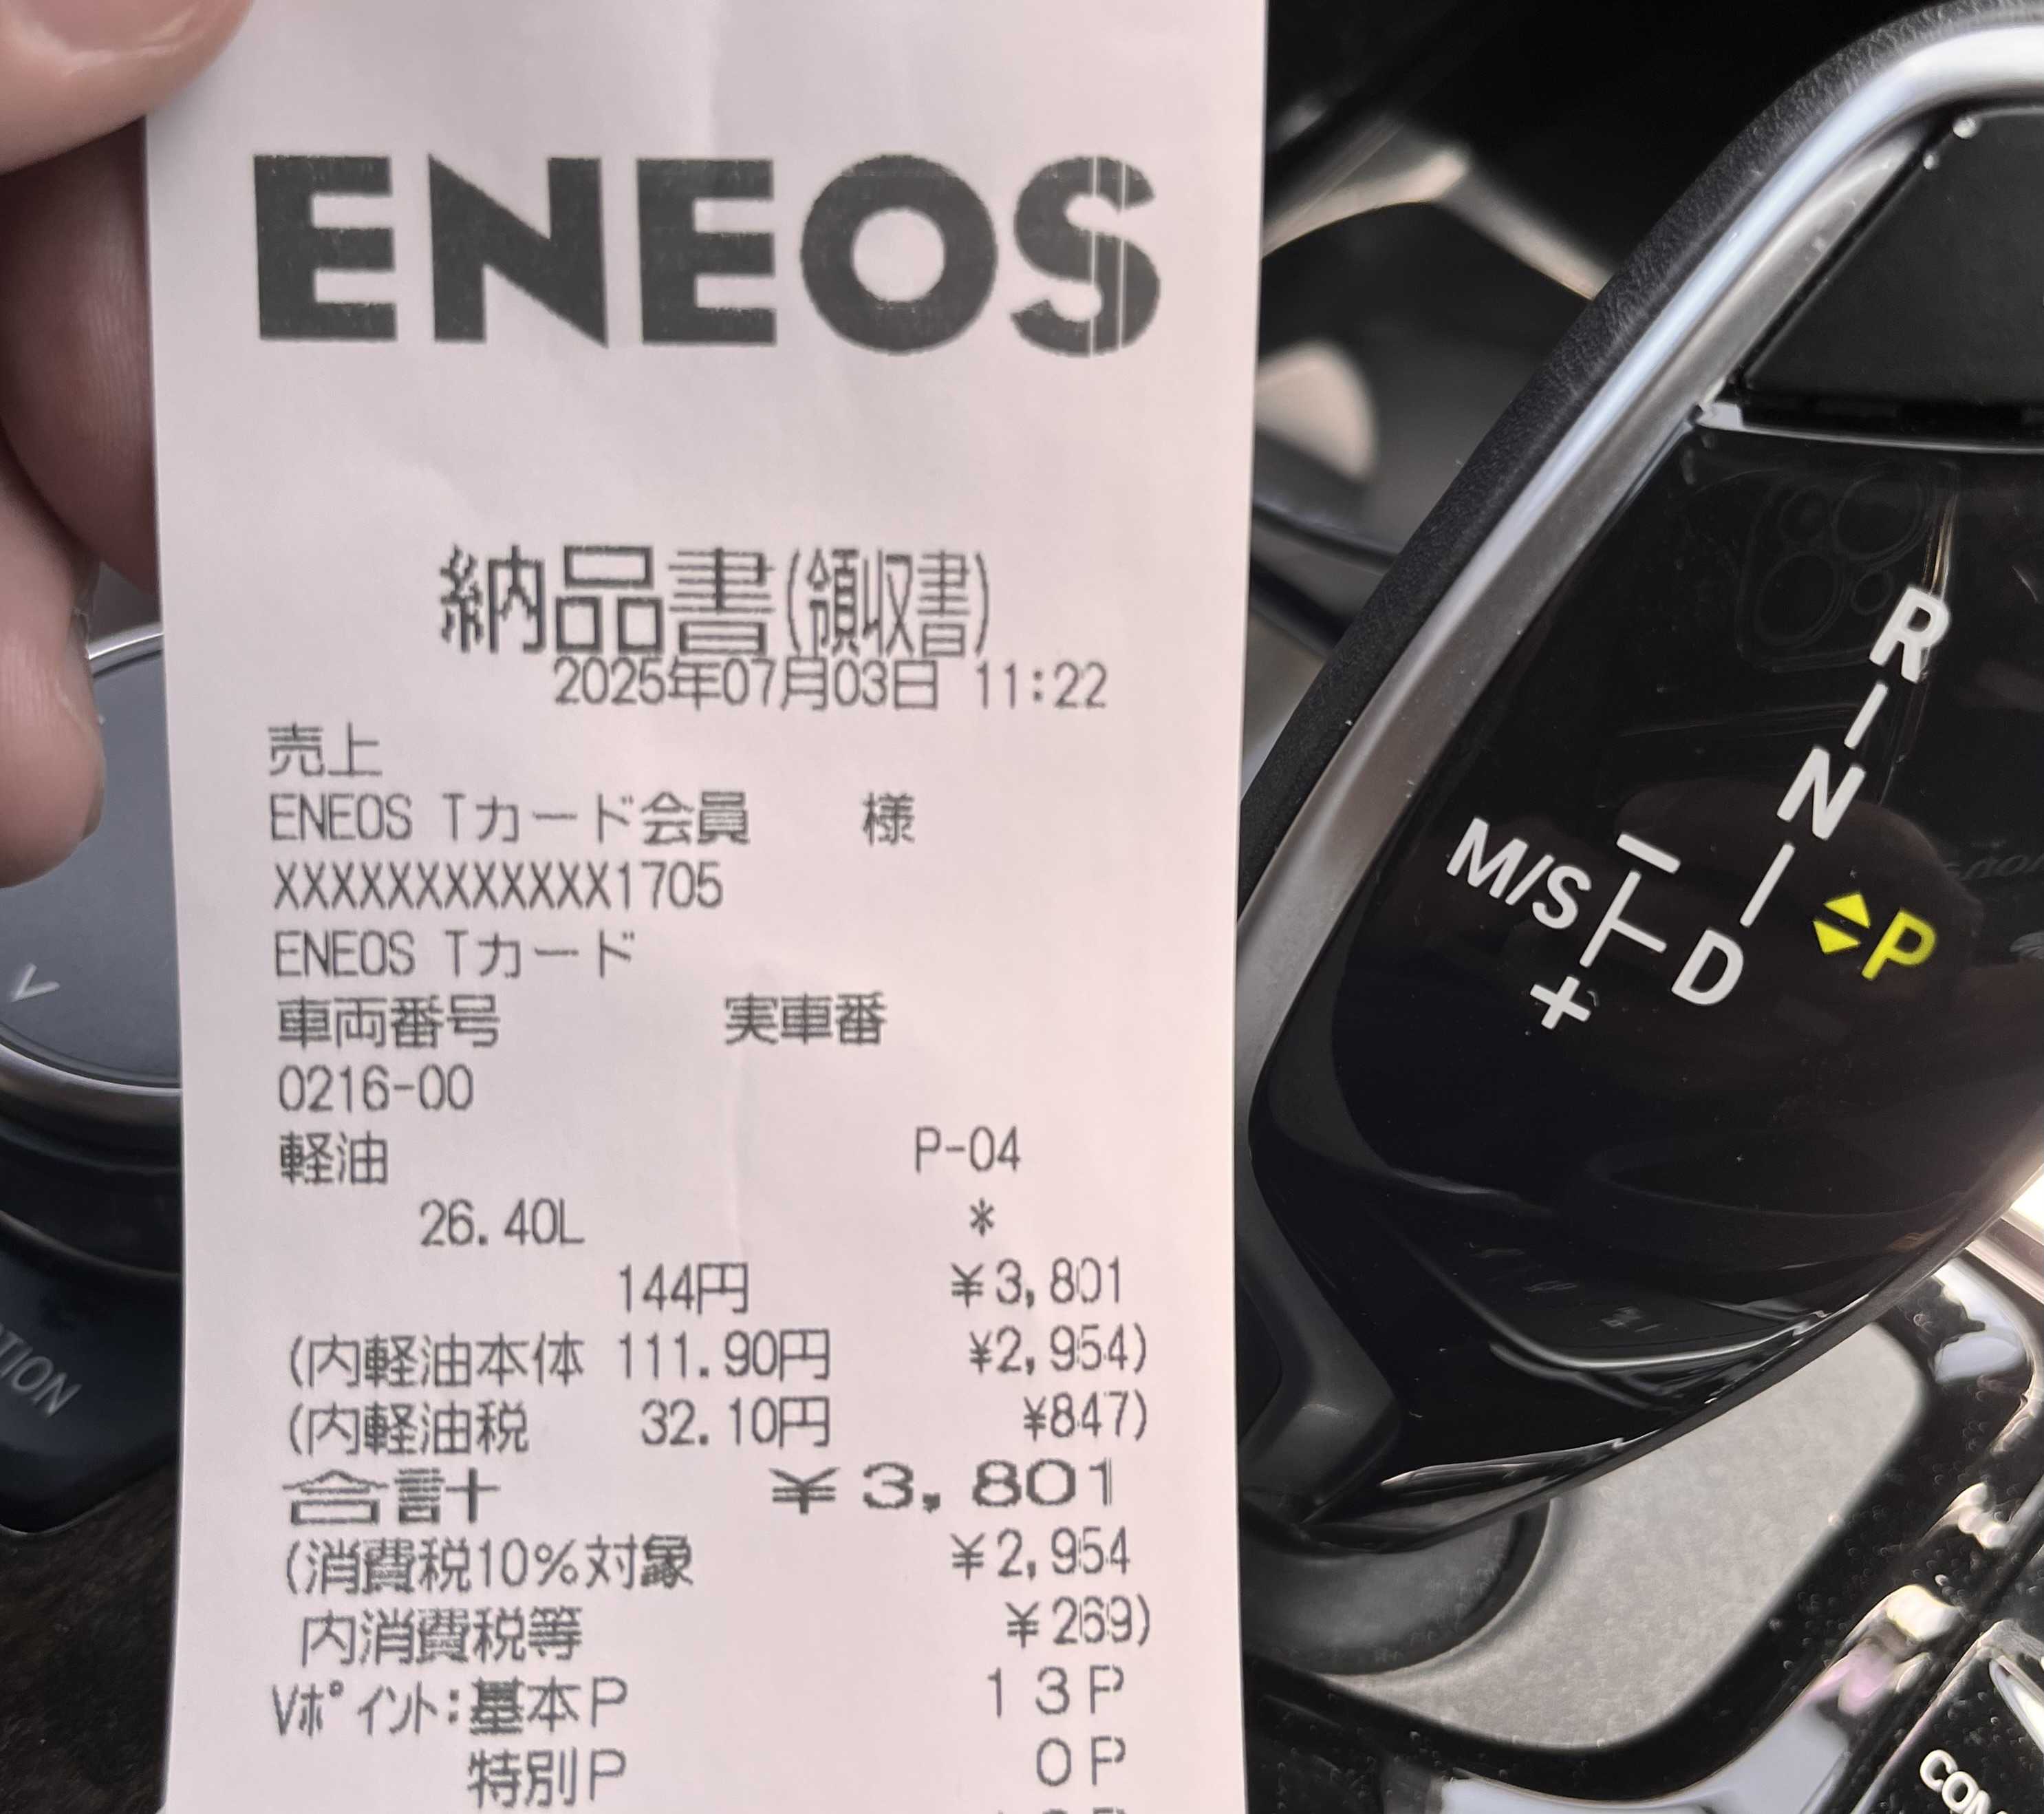 ENEOS
納品書(領収書)
2025年07月03日 11:22
売上
ENEOS Tカード会員 様
XXXXXXXXXXXX1705
ENEOS Tカード
車両番号 実車番
0216-00
軽油 P-04
26.40L *
144円 ¥3,801
(内軽油本体 111.90円 ¥2,954)
(内軽油税 32.10円 ¥847)
合計 ¥3,801
(消費税10%対象 ¥2,954
内消費税等 ¥269)
Vポイント:基本P 13P
特別P 0P
R
N
M/S
D
P
+